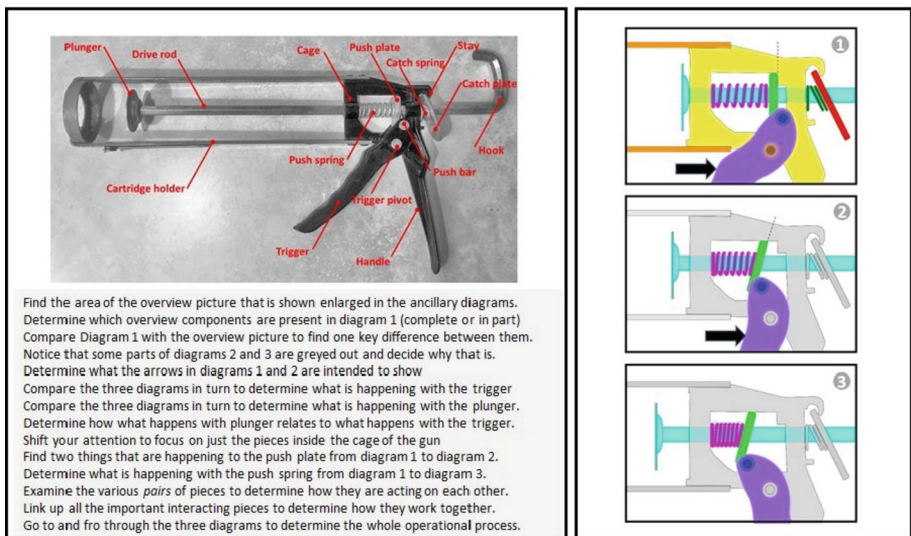 Plunger
Drive rod
Cage
Push plate
Stay
Catch spring
Catch plate
Push spring
Hook
Push bar
Cartridge holder
Trigger pivot
Trigger
Handle
Find the area of the overview picture that is shown enlarged in the ancillary diagrams.
Determine which overview components are present in diagram 1 (complete or in part)
Compare Diagram 1 with the overview picture to find one key difference between them.
Notice that some parts of diagrams 2 and 3 are greyed out and decide why that is.
Determine what the arrows in diagrams 1 and 2 are intended to show
Compare the three diagrams in turn to determine what is happening with the trigger
Compare the three diagrams in turn to determine what is happening with the plunger.
Determine how what happens with plunger relates to what happens with the trigger.
Shift your attention to focus on just the pieces inside the cage of the gun
Find two things that are happening to the push plate from diagram 1 to diagram 2.
Determine what is happening with the push spring from diagram 1 to diagram 3.
Examine the various pairs of pieces to determine how they are acting on each other.
Link up all the important interacting pieces to determine how they work together.
Go to and fro through the three diagrams to determine the whole operational process.
1
2
3